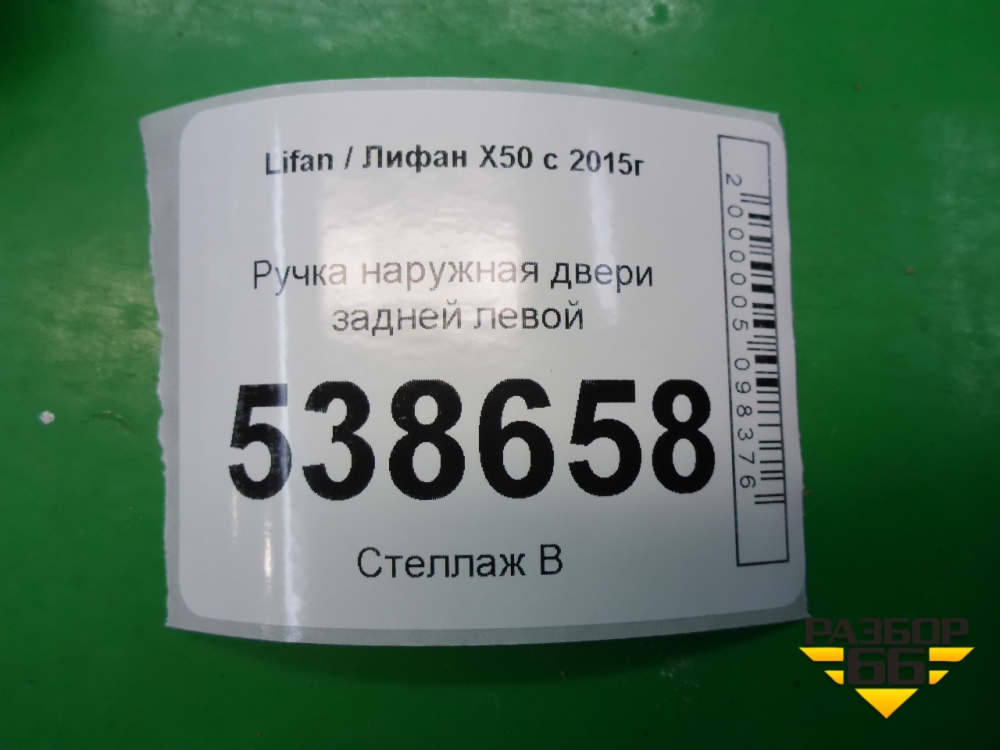 Lifan / Лифан X50 с 2015г
Ручка наружная двери
задней левой
538658
Стеллаж В
2000005098376
РАЗБОР
66